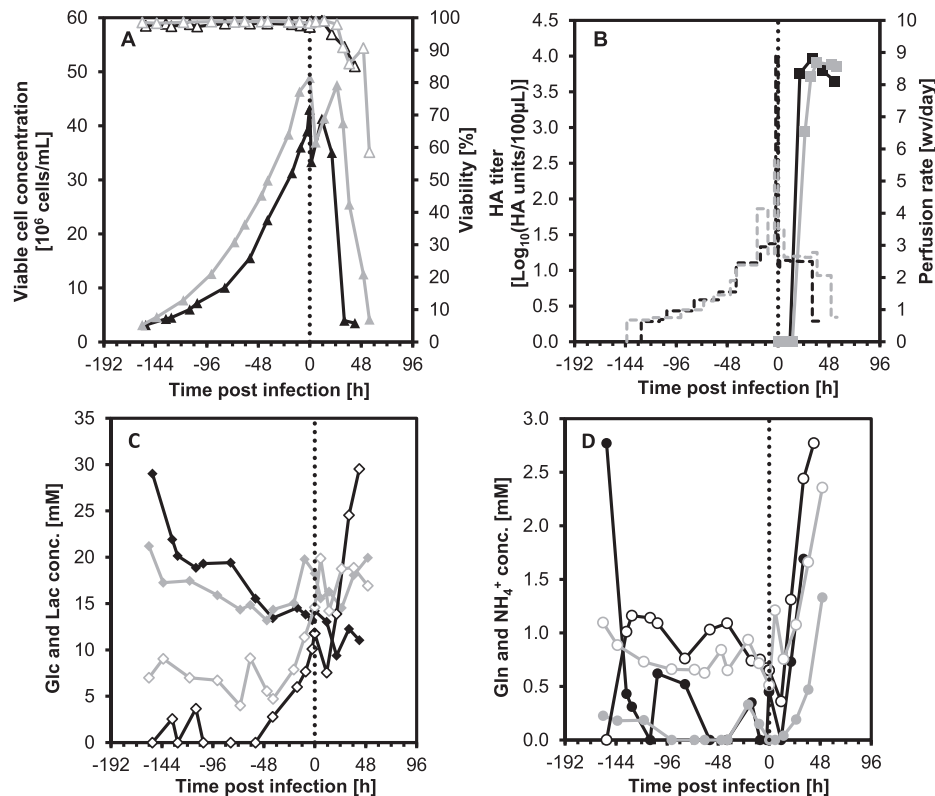 A
60
50
40
30
20
10
0
100
90
80
70
60
50
40
30
20
10
0
-192 -144 -96 -48 0 48 96
Viable cell concentration
[10⁶ cells/mL]
Viability [%]
Time post infection [h]
B
4.5
4.0
3.5
3.0
2.5
2.0
1.5
1.0
0.5
0.0
10
9
8
7
6
5
4
3
2
1
0
-192 -144 -96 -48 0 48 96
HA titer
[Log₁₀(HA units/100µL)]
Perfusion rate [wv/day]
Time post infection [h]
C
35
30
25
20
15
10
5
0
-192 -144 -96 -48 0 48 96
Glc and Lac conc. [mM]
Time post infection [h]
D
3.0
2.5
2.0
1.5
1.0
0.5
0.0
-192 -144 -96 -48 0 48 96
Gln and NH₄⁺ conc. [mM]
Time post infection [h]